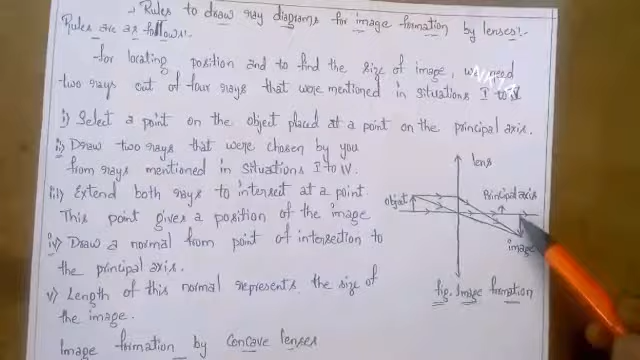 Rules to draw ray diagrams for image formation by lenses:-
Rules are as follows:
for locating position and to find the size of image, we need
two rays out of four rays that were mentioned in situations I to IV
i) Select a point on the object placed at a point on the principal axis.
ii) Draw two rays that were chosen by you
from rays mentioned in situations I to IV.
iii) Extend both rays to intersect at a point.
This point gives a position of the image
iv) Draw a normal from point of intersection to
the principal axis.
v) Length of this normal represents the size of
the image.
Image formation by Concave lenses
lens
Principal axis
object
image
fig. Image formation